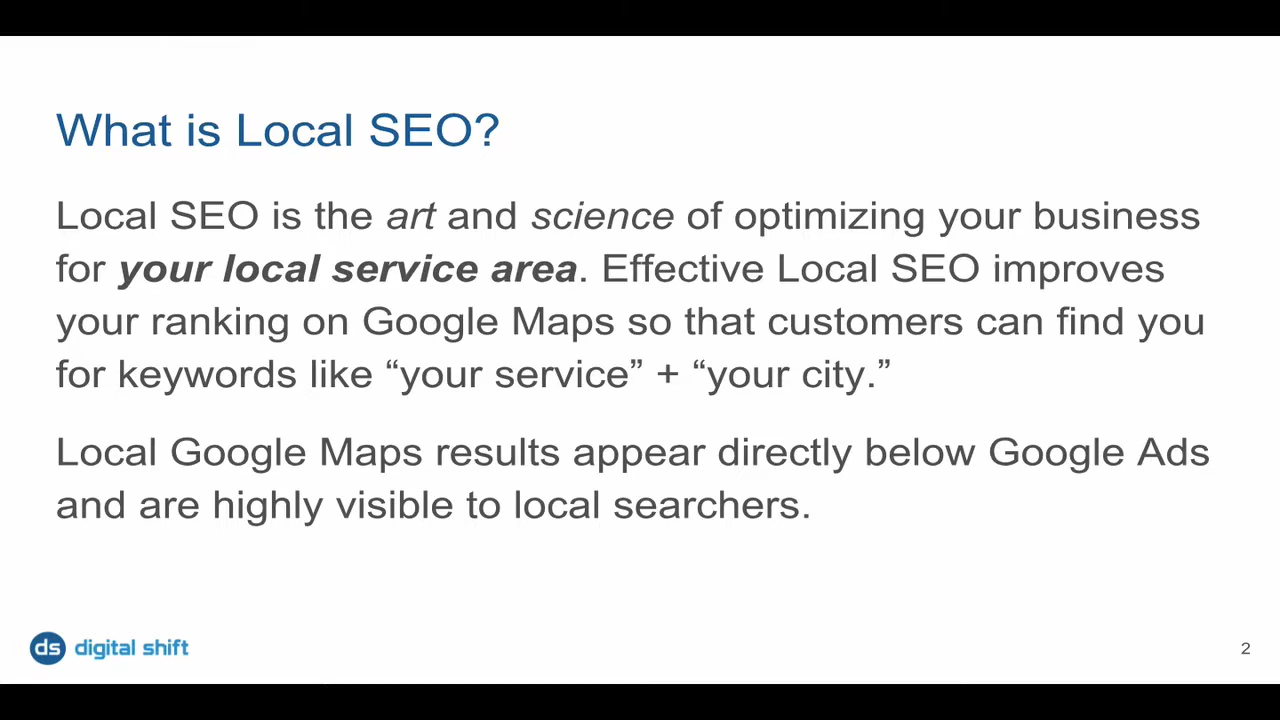 What is Local SEO?
Local SEO is the art and science of optimizing your business
for your local service area. Effective Local SEO improves
your ranking on Google Maps so that customers can find you
for keywords like “your service” + “your city.”
Local Google Maps results appear directly below Google Ads
and are highly visible to local searchers.
ds digital shift
2